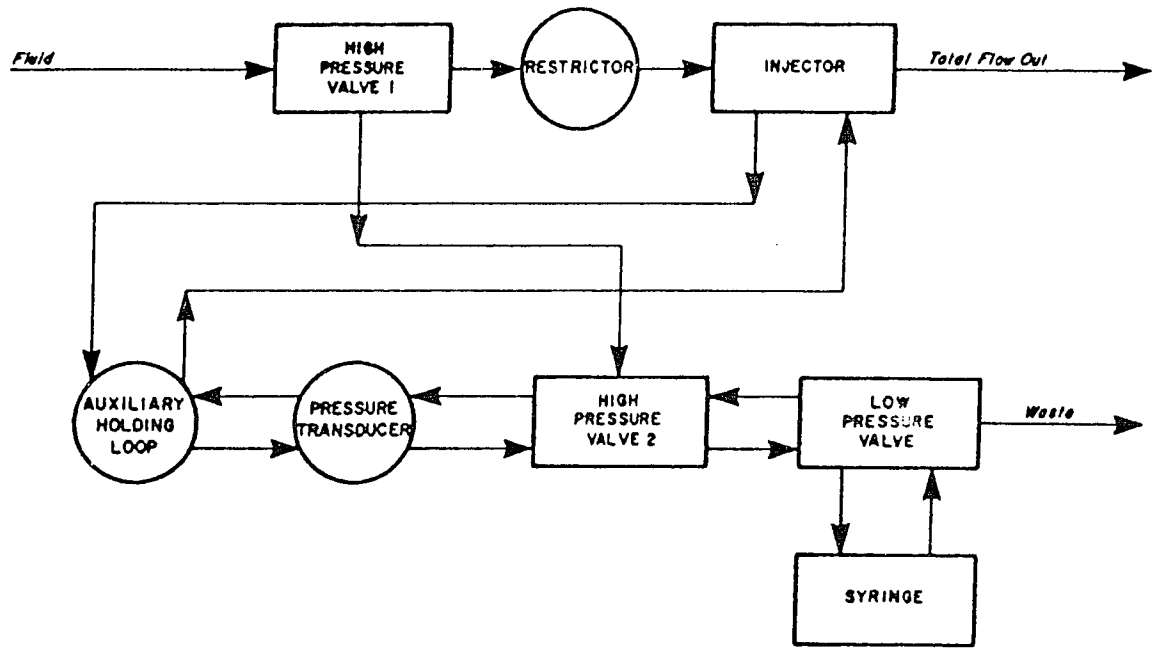 Fluid
HIGH
PRESSURE
VALVE 1
RESTRICTOR
INJECTOR
Total Flow Out
AUXILIARY
HOLDING
LOOP
PRESSURE
TRANSDUCER
HIGH
PRESSURE
VALVE 2
LOW
PRESSURE
VALVE
Waste
SYRINGE